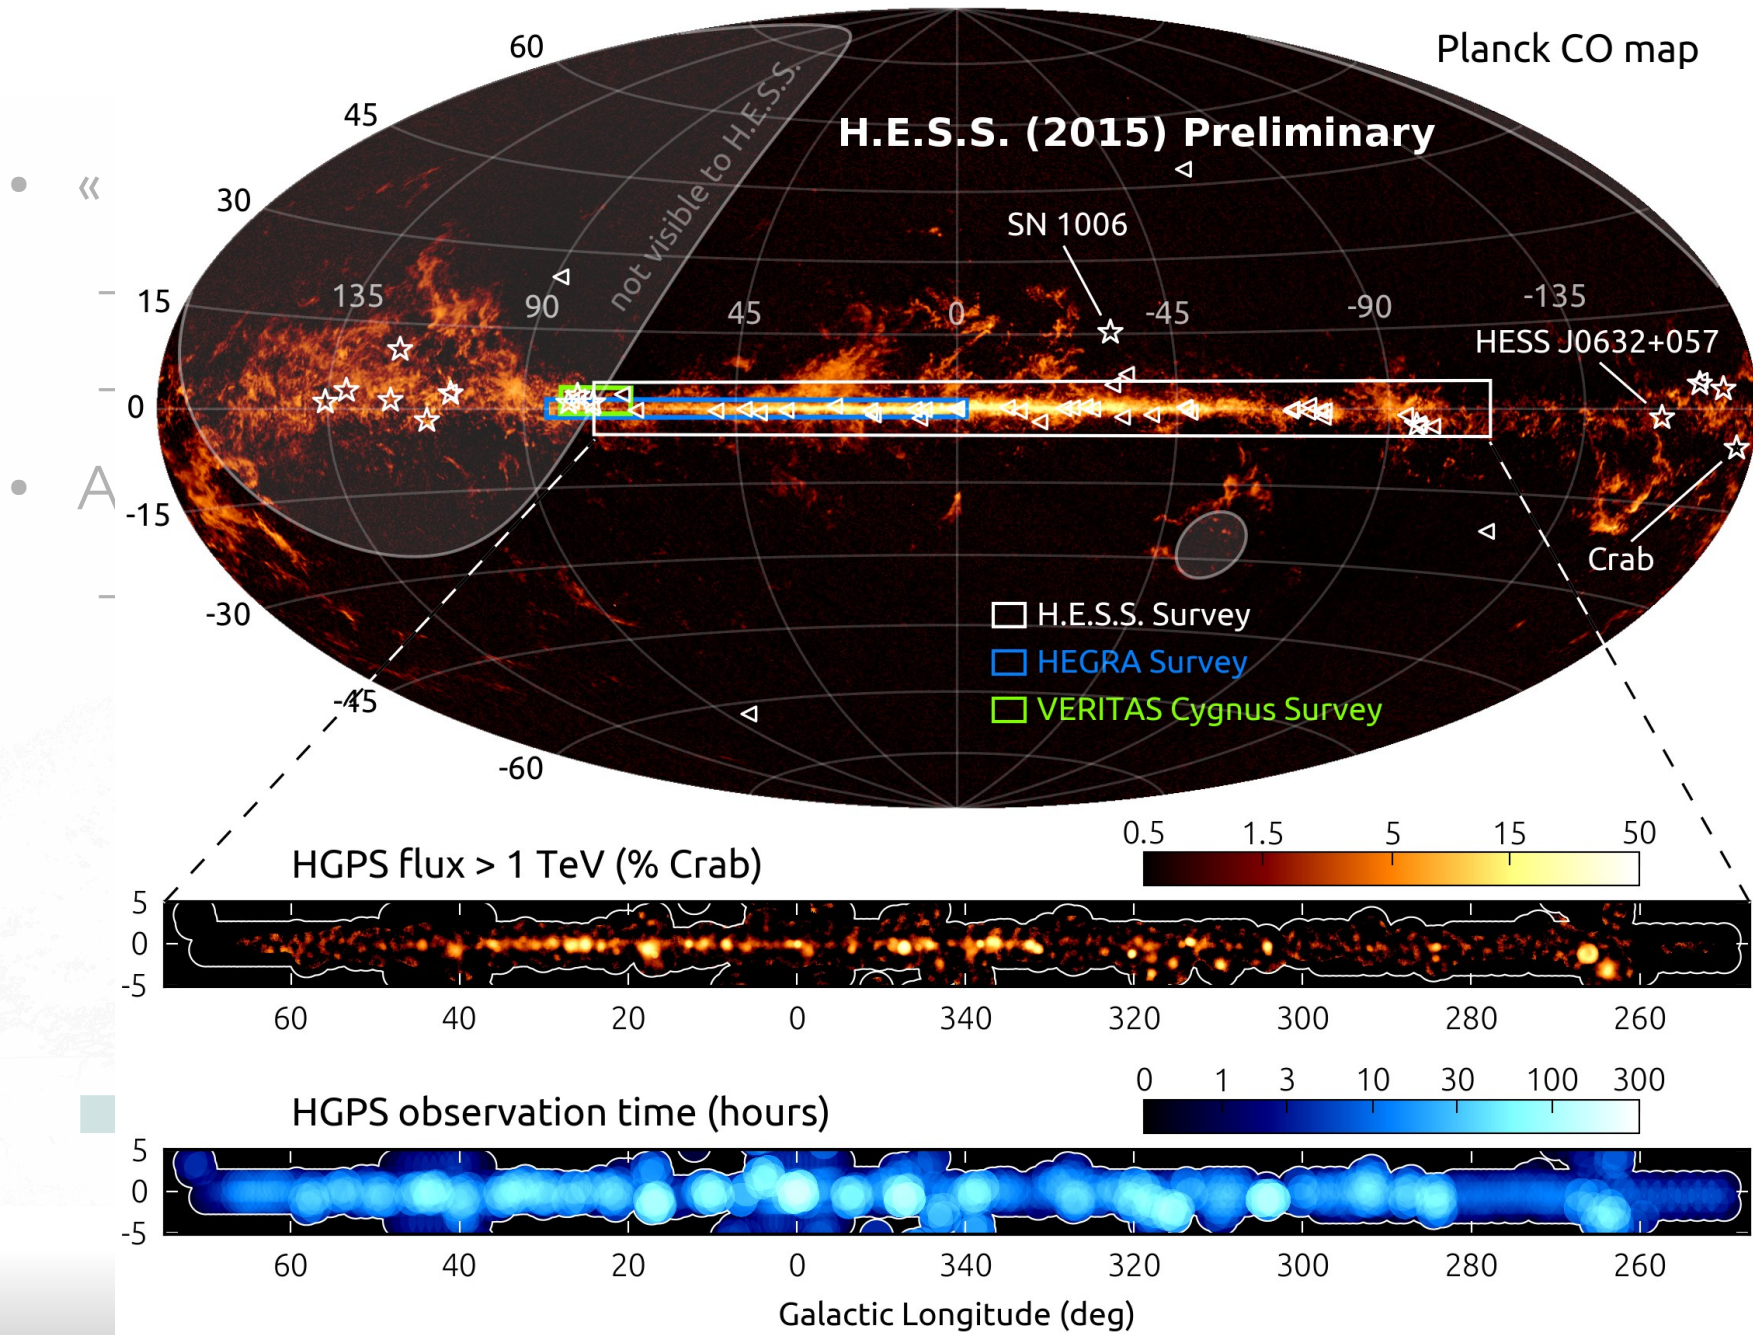 Planck CO map
60
H.E.S.S. (2015) Preliminary
45
not visible to H.E.S.S.
«
30
SN 1006
15
135
90
45
0
-45
-90
-135
HESS J0632+057
0
A
-15
Crab
-30
H.E.S.S. Survey
HEGRA Survey
-45
VERITAS Cygnus Survey
-60
HGPS flux > 1 TeV (% Crab)
0.5 1.5 5 15 50
5
0
-5
60 40 20 0 340 320 300 280 260
HGPS observation time (hours)
0 1 3 10 30 100 300
5
0
-5
60 40 20 0 340 320 300 280 260
Galactic Longitude (deg)